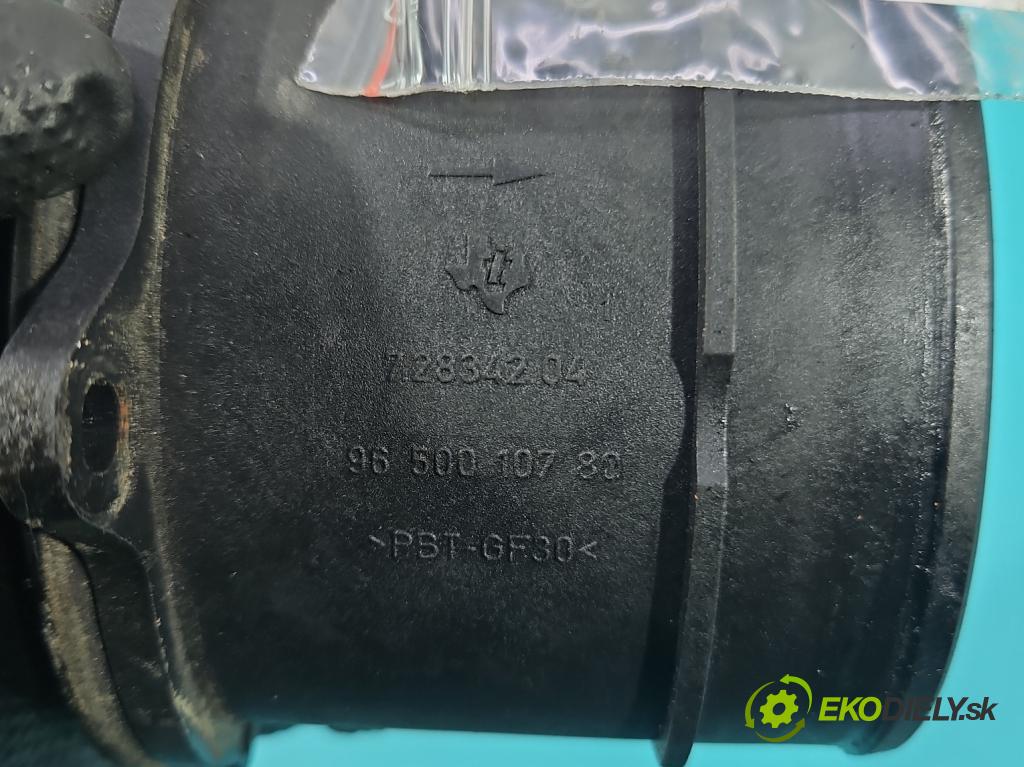 7.28342.04
96 500 107 80
>PBT-GF30<
EKODIELY.sk